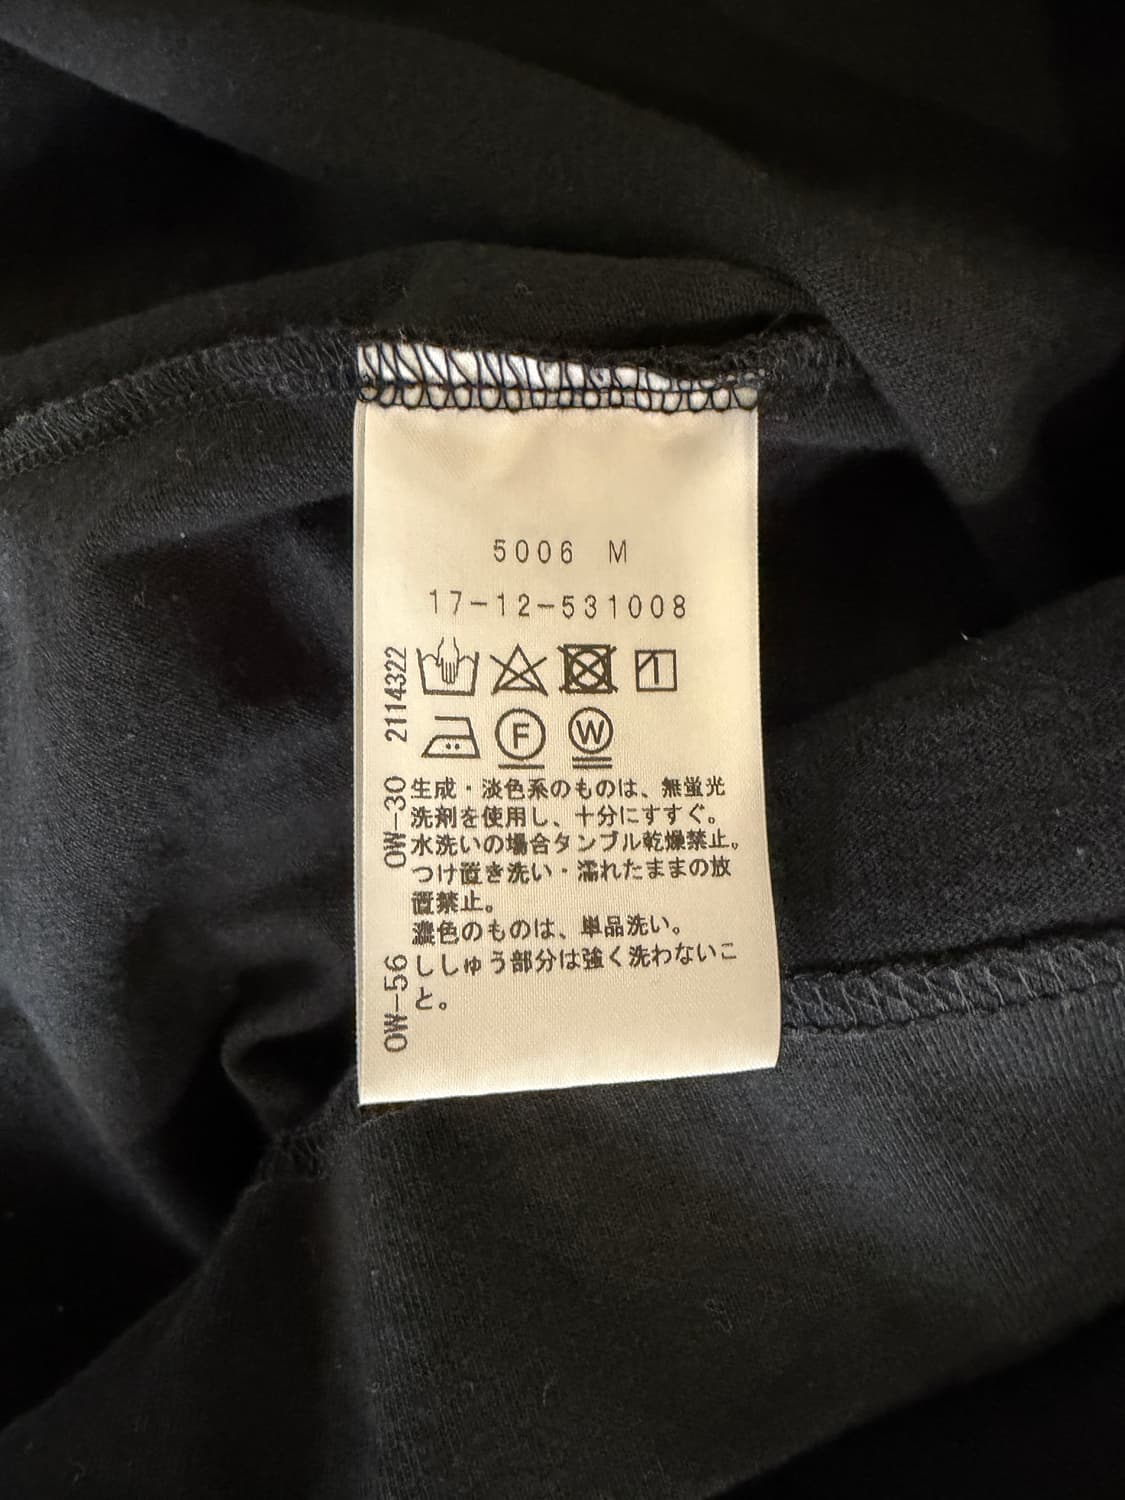 5006 M
17-12-531008
F W
生成・淡色系のものは、無蛍光
洗剤を使用し、十分にすすぐ。
水洗いの場合タンブル乾燥禁止。
つけ置き洗い・濡れたままの放
置禁止。
濃色のものは、単品洗い。
ししゅう部分は強く洗わないこ
と。
OW-56 OW-30 2114322